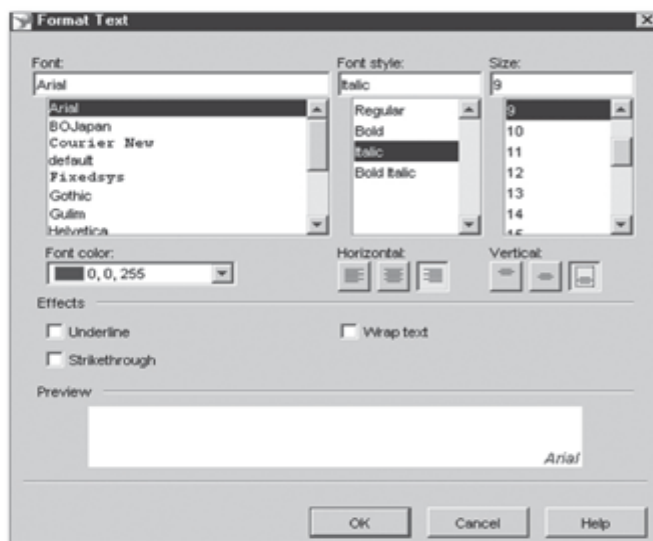 Format Text
Font:
Font style:
Size:
Arial
Italic
9
Arial
BOJapan
Courier New
default
Fixedsys
Gothic
Gulim
Helvetica
Regular
Bold
Italic
Bold Italic
9
10
11
12
13
14
15
Font color:
0, 0, 255
Horizontal:
Vertical:
Effects
Underline
Wrap text
Strikethrough
Preview
Arial
OK
Cancel
Help